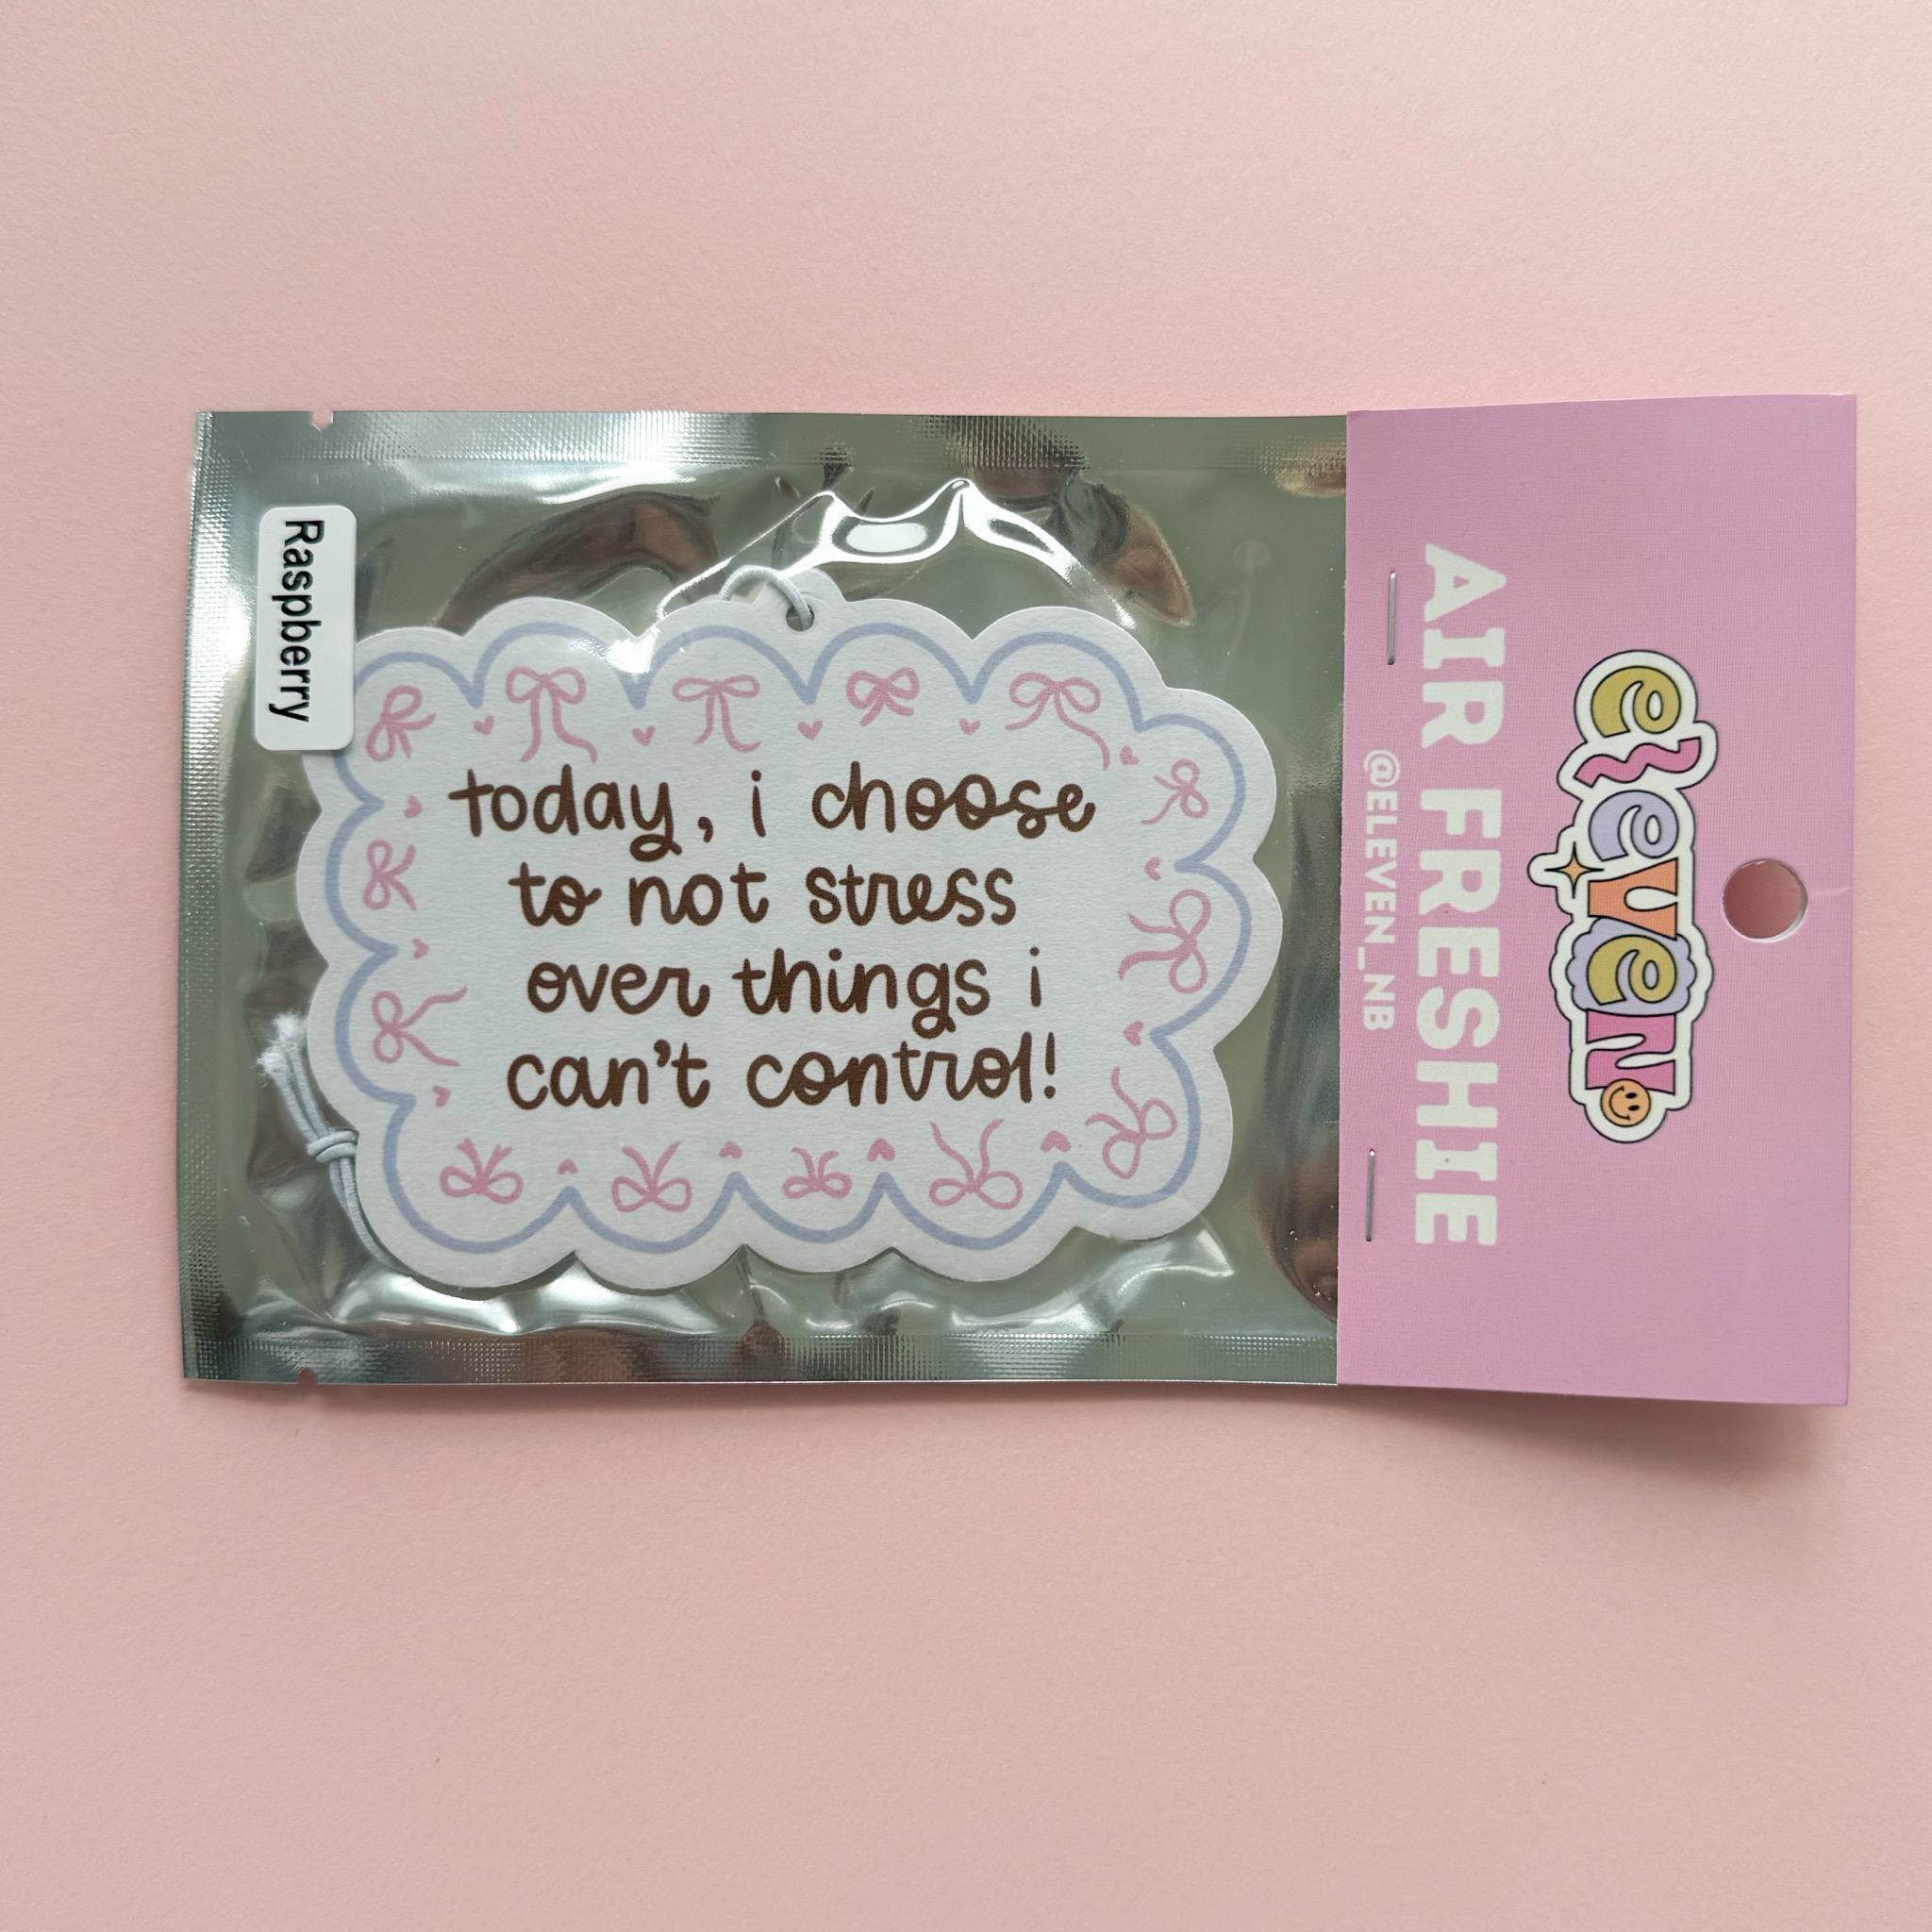 Raspberry
today, i choose
to not stress
over things i
can't control!
eleven
AIR FRESHIE
@ELEVEN_NB